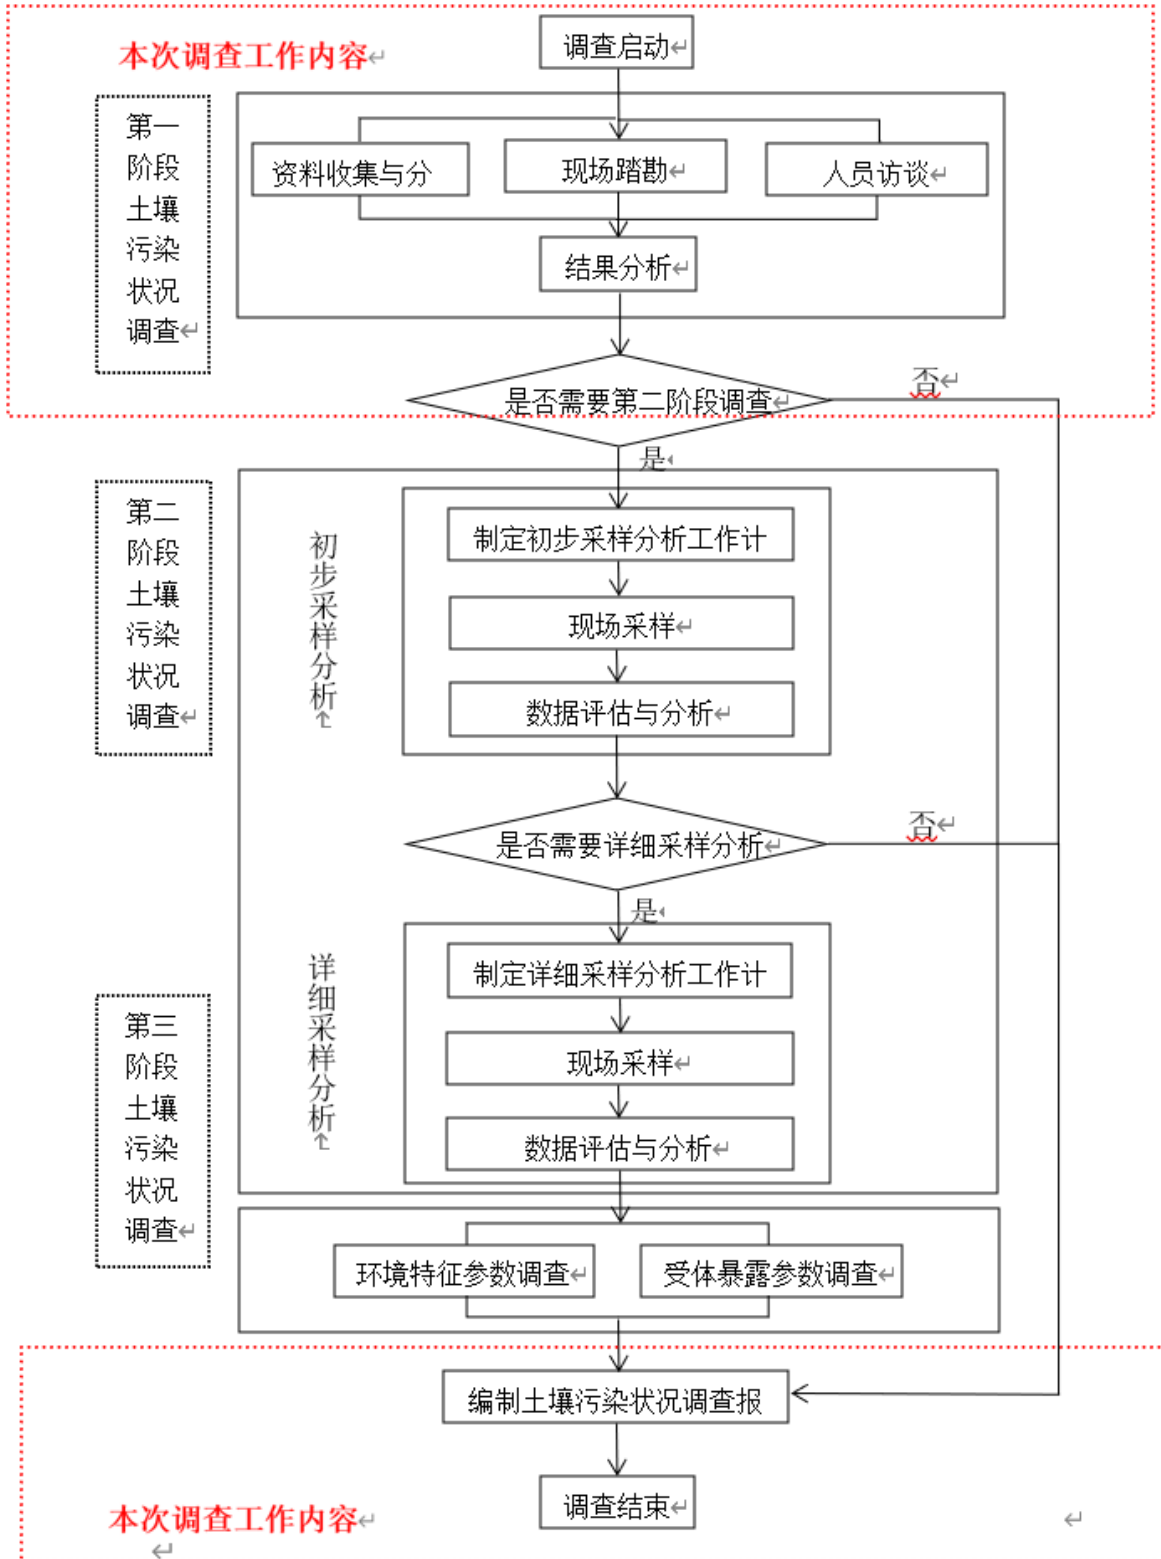 调查启动
本次调查工作内容
第一
阶段
土壤
污染
状况
调查
资料收集与分
现场踏勘
人员访谈
结果分析
是否需要第二阶段调查
否
是
第二
阶段
土壤
污染
状况
调查
初步采样分析
制定初步采样分析工作计
现场采样
数据评估与分析
是否需要详细采样分析
否
是
详细采样分析
制定详细采样分析工作计
现场采样
数据评估与分析
第三
阶段
土壤
污染
状况
调查
环境特征参数调查
受体暴露参数调查
编制土壤污染状况调查报
调查结束
本次调查工作内容